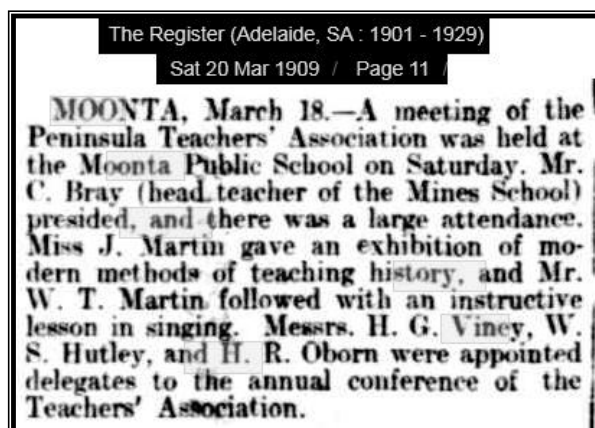 The Register (Adelaide, SA : 1901 - 1929)
Sat 20 Mar 1909 / Page 11 /
MOONTA, March 18.—A meeting of the
Peninsula Teachers' Association was held at
the Moonta Public School on Saturday. Mr.
C. Bray (head teacher of the Mines School)
presided, and there was a large attendance.
Miss J. Martin gave an exhibition of mo-
dern methods of teaching history, and Mr.
W. T. Martin followed with an instructive
lesson in singing. Messrs. H. G. Viney, W.
S. Hutley, and H. R. Oborn were appointed
delegates to the annual conference of the
Teachers' Association.